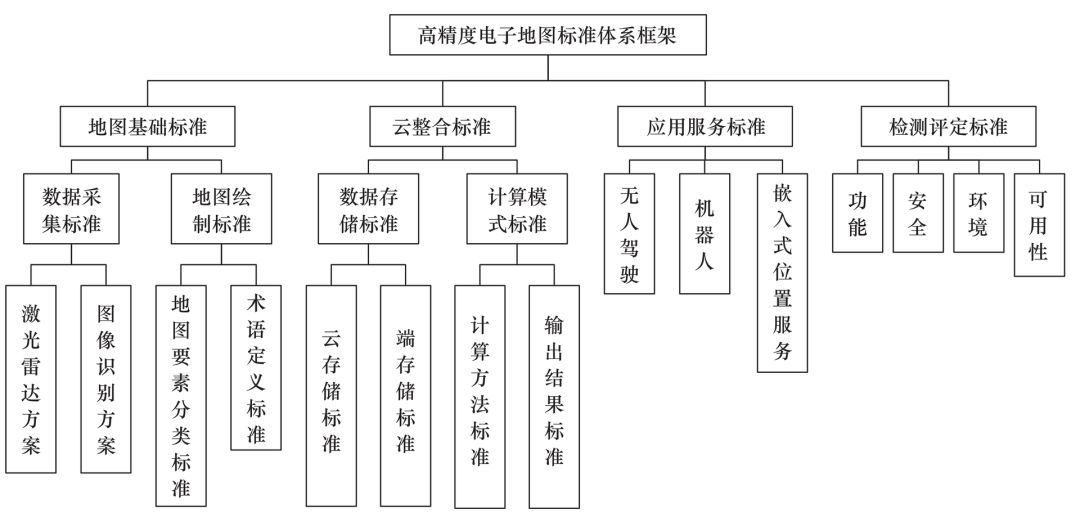 高精度电子地图标准体系框架
地图基础标准
云整合标准
应用服务标准
检测评定标准
数据采
集标准
地图绘
制标准
数据存
储标准
计算模
式标准
无人驾驶
机器人
嵌入式位置服务
功能
安全
环境
可用性
激光雷达方案
图像识别方案
地图要素分类标准
术语定义标准
云存储标准
端存储标准
计算方法标准
输出结果标准